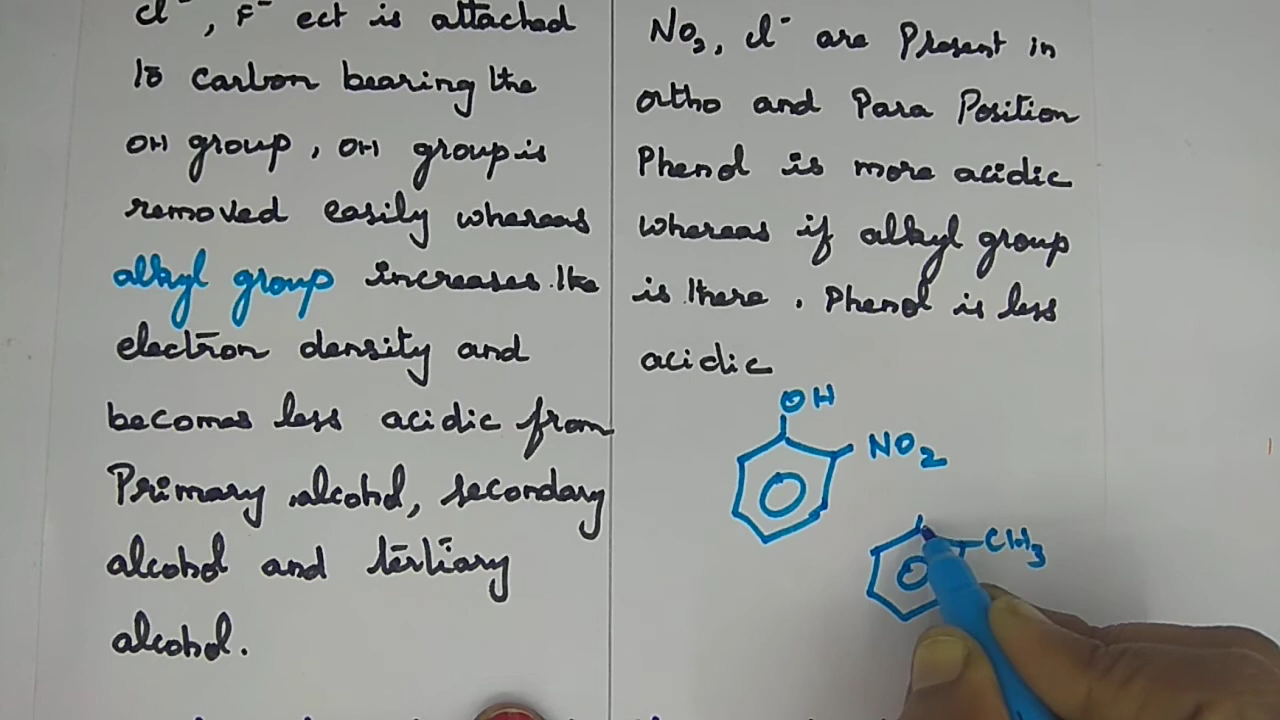 Cl⁻, F⁻ ect is attached
to carbon bearing the
OH group, OH group is
removed easily whereas
alkyl group increases the
electron density and
becomes less acidic from
Primary alcohol, secondary
alcohol and tertiary
alcohol.
NO₂, Cl⁻ are Present in
ortho and Para Position
Phenol is more acidic
whereas if alkyl group
is there, Phenol is less
acidic
OH
NO₂
CH₃